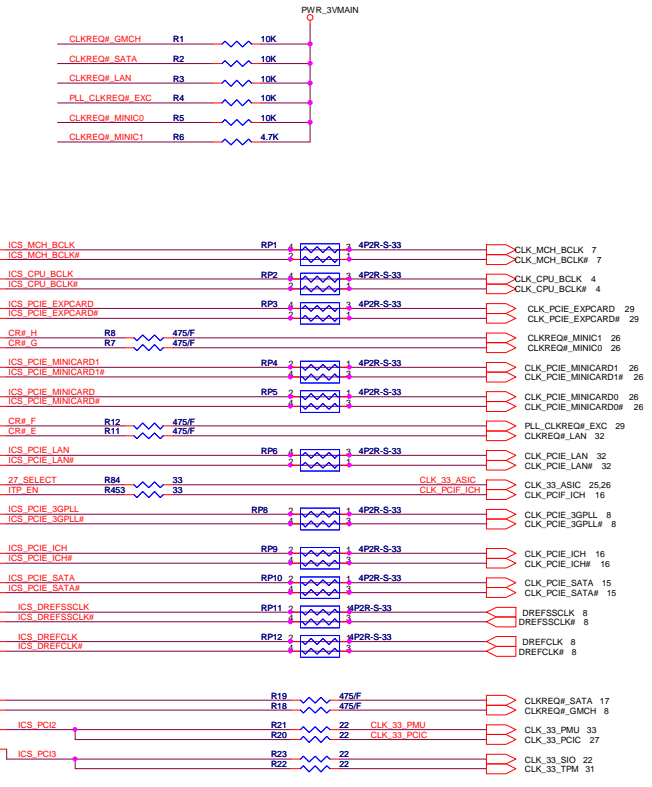 PWR_3VMAIN
CLKREQ#_GMCH R1 10K
CLKREQ#_SATA R2 10K
CLKREQ#_LAN R3 10K
PLL_CLKREQ#_EXC R4 10K
CLKREQ#_MINIC0 R5 10K
CLKREQ#_MINIC1 R6 4.7K
ICS_MCH_BCLK RP1 4 3 4P2R-S-33 CLK_MCH_BCLK 7
ICS_MCH_BCLK# 2 1 CLK_MCH_BCLK# 7
ICS_CPU_BCLK RP2 4 3 4P2R-S-33 CLK_CPU_BCLK 4
ICS_CPU_BCLK# 2 1 CLK_CPU_BCLK# 4
ICS_PCIE_EXPCARD RP3 4 3 4P2R-S-33 CLK_PCIE_EXPCARD 29
ICS_PCIE_EXPCARD# 2 1 CLK_PCIE_EXPCARD# 29
CR#_H R8 475/F CLKREQ#_MINIC1 26
CR#_G R7 475/F CLKREQ#_MINIC0 26
ICS_PCIE_MINICARD1 RP4 2 1 4P2R-S-33 CLK_PCIE_MINICARD1 26
ICS_PCIE_MINICARD1# 4 3 CLK_PCIE_MINICARD1# 26
ICS_PCIE_MINICARD RP5 2 1 4P2R-S-33 CLK_PCIE_MINICARD0 26
ICS_PCIE_MINICARD# 4 3 CLK_PCIE_MINICARD0# 26
CR#_F R12 475/F PLL_CLKREQ#_EXC 29
CR#_E R11 475/F CLKREQ#_LAN 32
ICS_PCIE_LAN RP6 4 3 4P2R-S-33 CLK_PCIE_LAN 32
ICS_PCIE_LAN# 2 1 CLK_PCIE_LAN# 32
27_SELECT R84 33 CLK_33_ASIC CLK_33_ASIC 25,26
ITP_EN R453 33 CLK_PCIF_ICH CLK_PCIF_ICH 16
ICS_PCIE_3GPLL RP8 2 1 4P2R-S-33 CLK_PCIE_3GPLL 8
ICS_PCIE_3GPLL# 4 3 CLK_PCIE_3GPLL# 8
ICS_PCIE_ICH RP9 2 1 4P2R-S-33 CLK_PCIE_ICH 16
ICS_PCIE_ICH# 4 3 CLK_PCIE_ICH# 16
ICS_PCIE_SATA RP10 2 1 4P2R-S-33 CLK_PCIE_SATA 15
ICS_PCIE_SATA# 4 3 CLK_PCIE_SATA# 15
ICS_DREFSSCLK RP11 2 1 4P2R-S-33 DREFSSCLK 8
ICS_DREFSSCLK# 4 3 DREFSSCLK# 8
ICS_DREFCLK RP12 2 1 4P2R-S-33 DREFCLK 8
ICS_DREFCLK# 4 3 DREFCLK# 8
R19 475/F CLKREQ#_SATA 17
R18 475/F CLKREQ#_GMCH 8
ICS_PCI2 R21 22 CLK_33_PMU CLK_33_PMU 33
R20 22 CLK_33_PCIC CLK_33_PCIC 27
ICS_PCI3 R23 22 CLK_33_SIO 22
R22 22 CLK_33_TPM 31